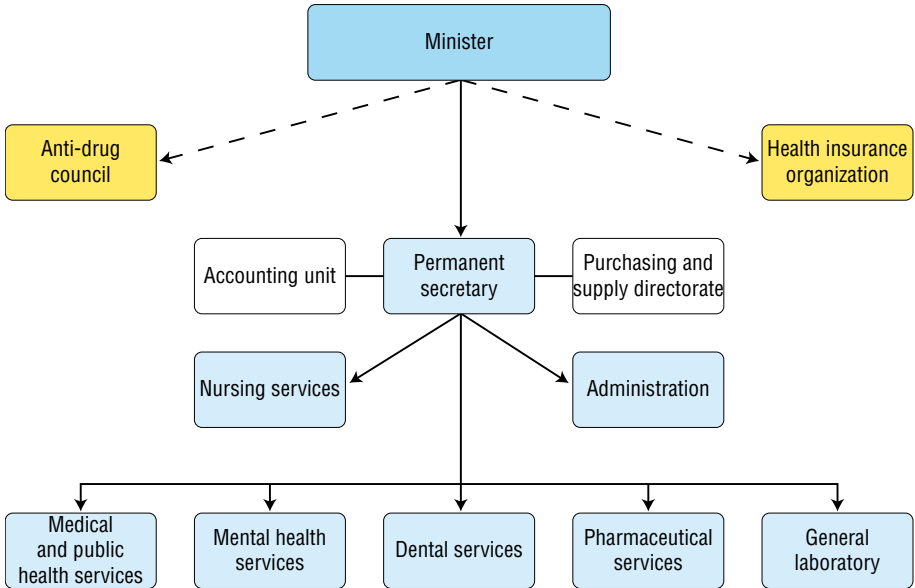 Minister
Anti-drug
council
Health insurance
organization
Accounting unit
Permanent
secretary
Purchasing and
supply directorate
Nursing services
Administration
Medical
and public
health services
Mental health
services
Dental services
Pharmaceutical
services
General
laboratory